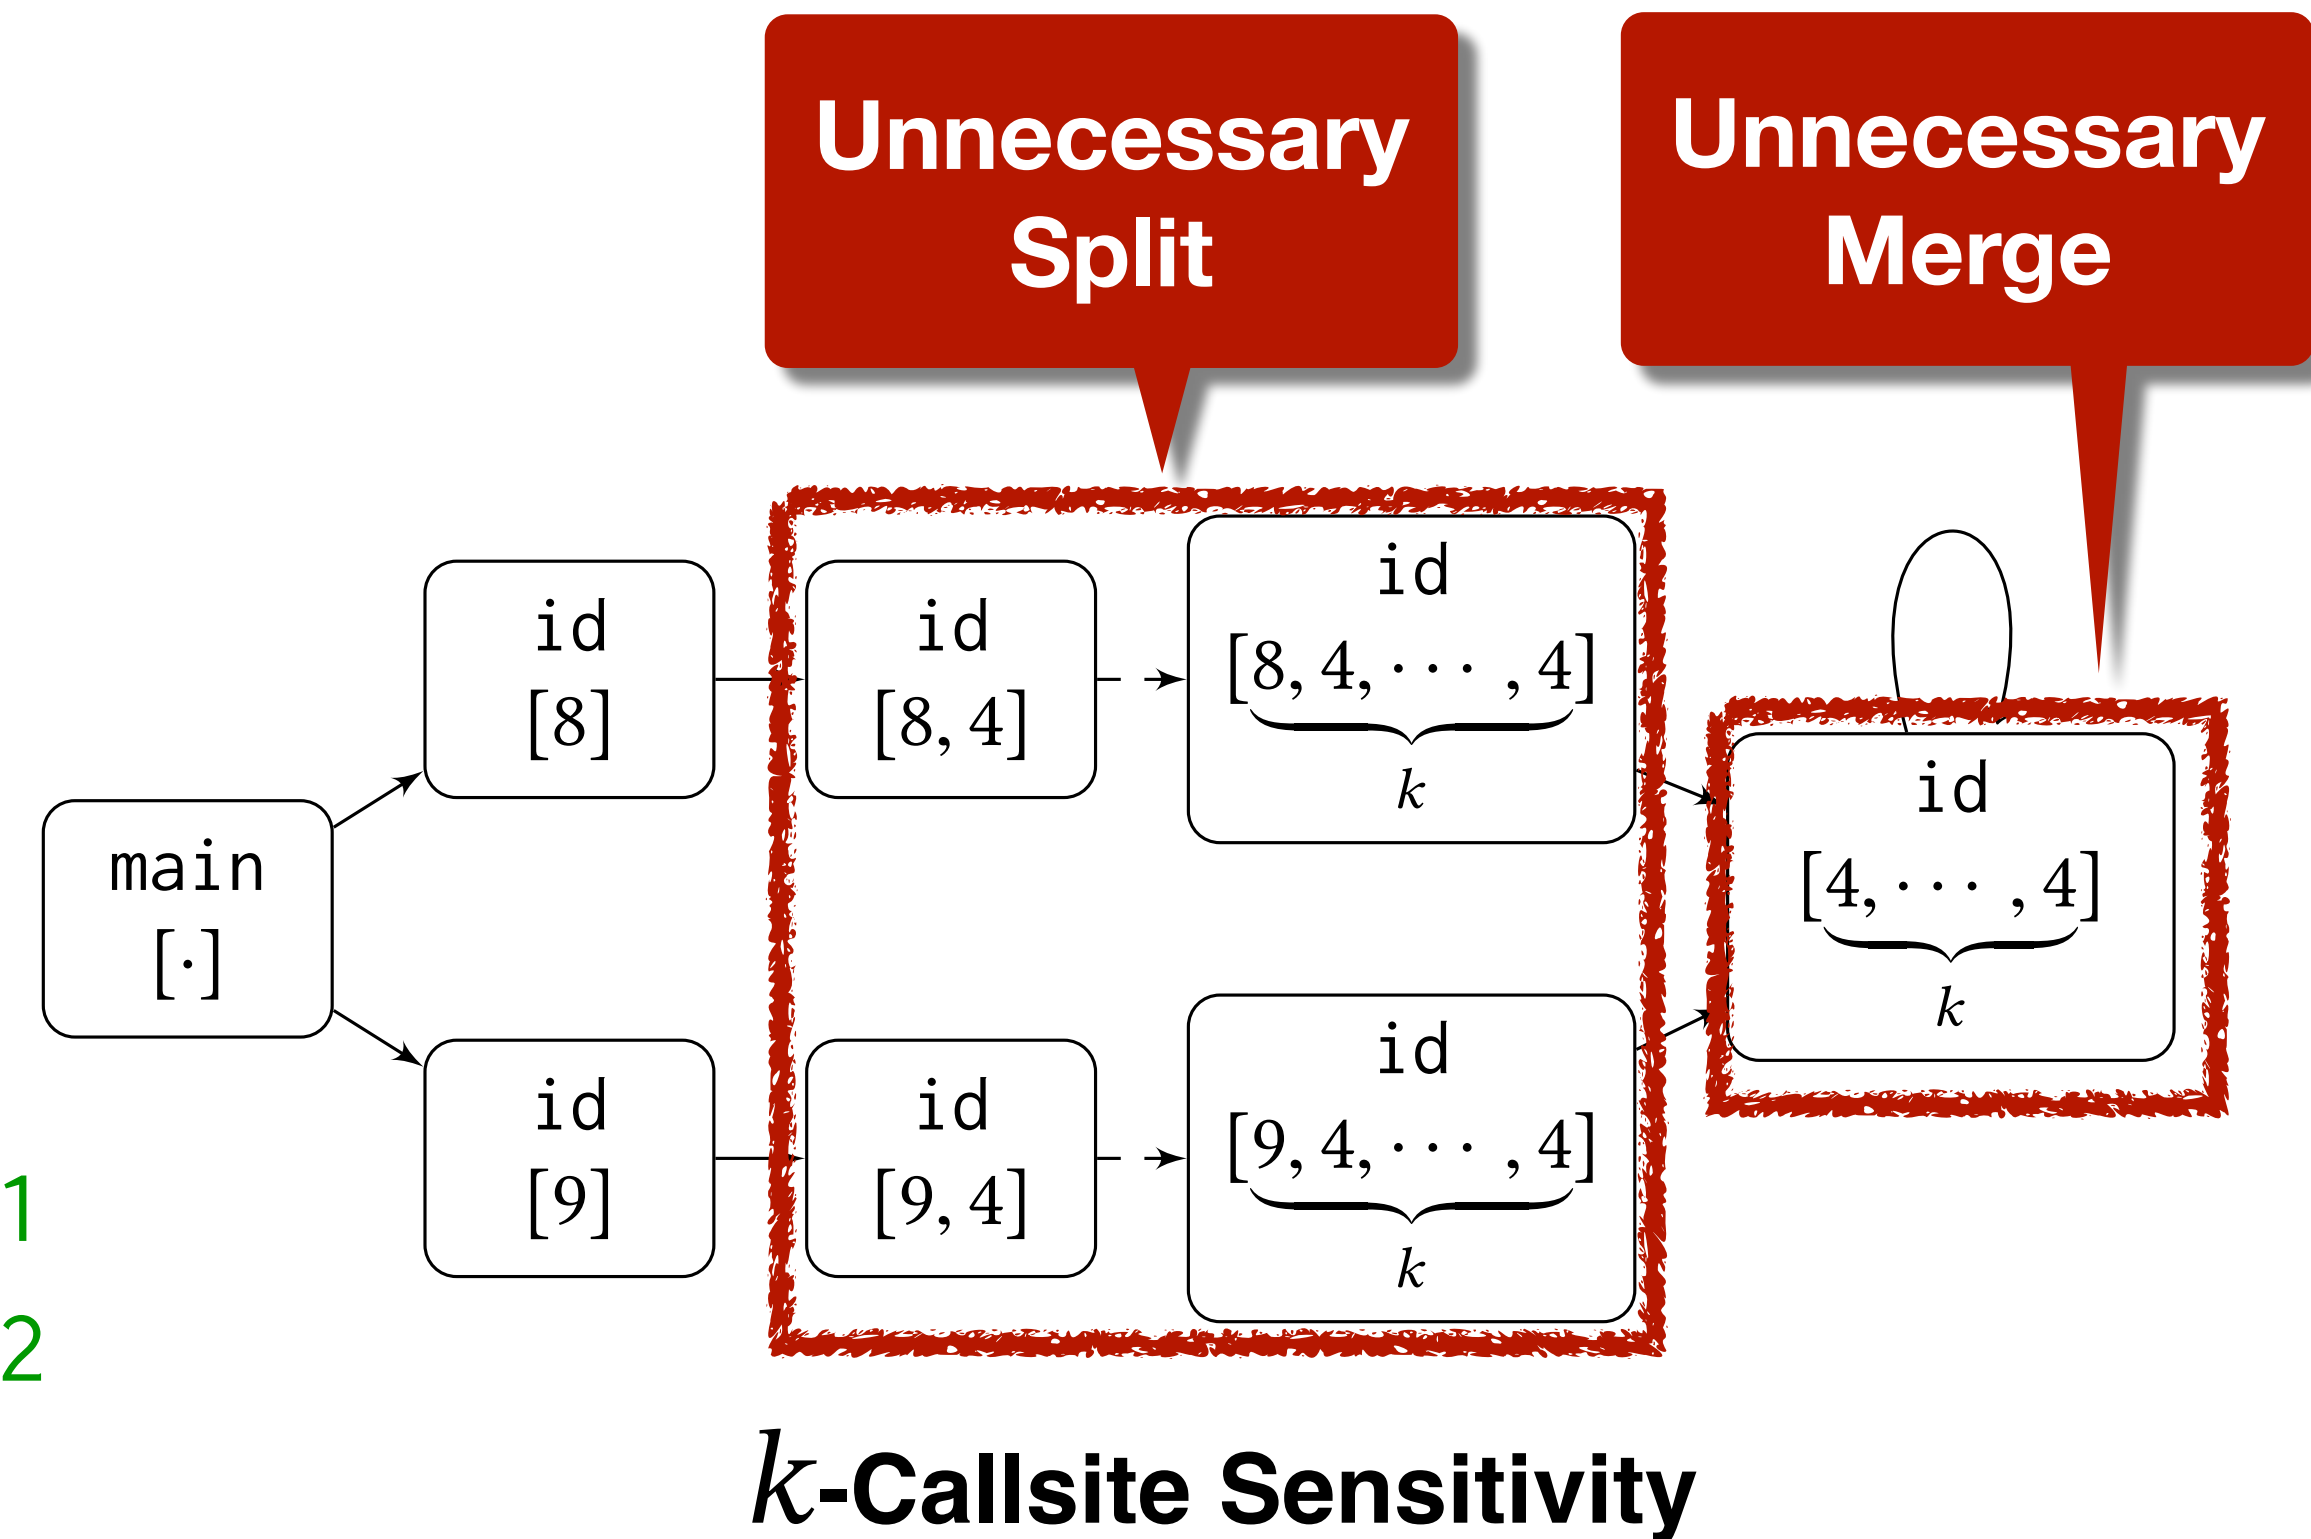 Unnecessary
Split
Unnecessary
Merge
id
[8]
id
[8, 4]
id
[8, 4, · · · , 4]
k
main
[·]
id
[4, · · · , 4]
k
id
[9]
id
[9, 4]
id
[9, 4, · · · , 4]
k
1
2
k-Callsite Sensitivity